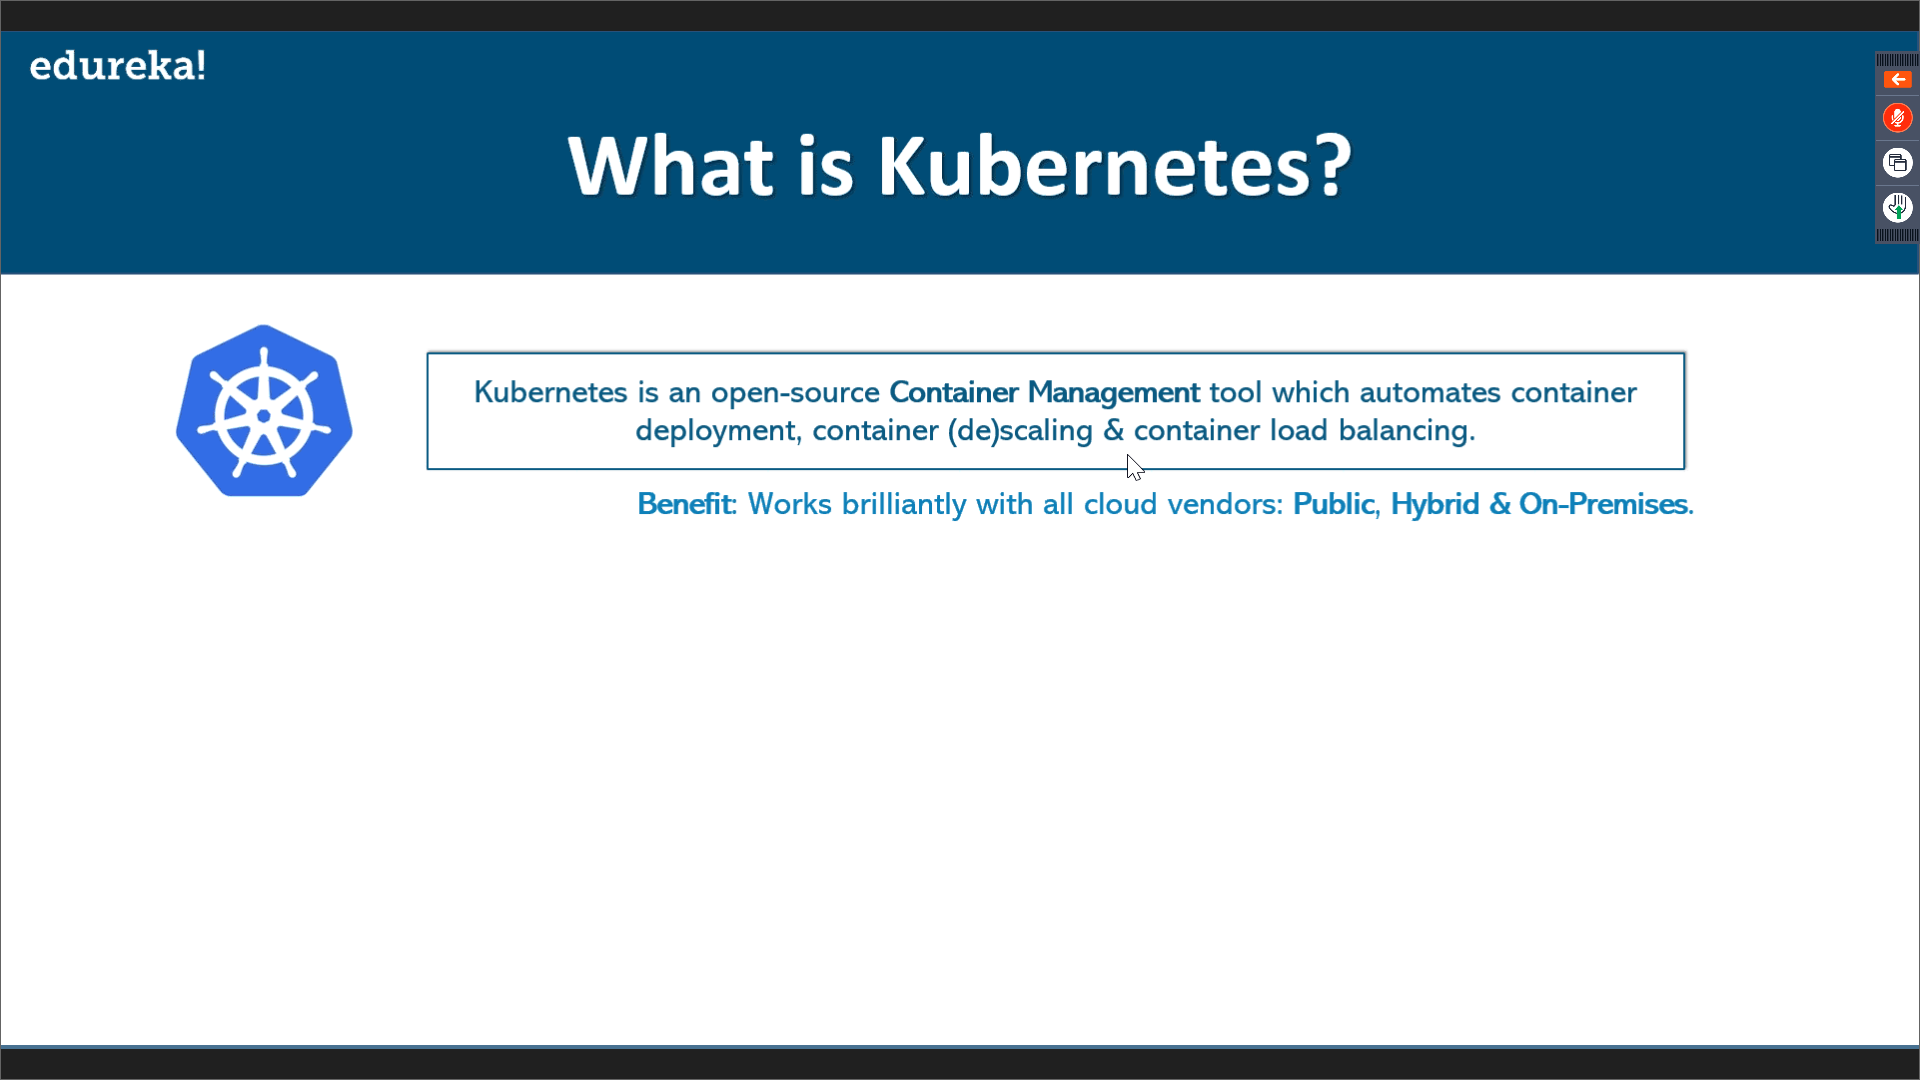 edureka!
What is Kubernetes?
Kubernetes is an open-source Container Management tool which automates container
deployment, container (de)scaling & container load balancing.
Benefit: Works brilliantly with all cloud vendors: Public, Hybrid & On-Premises.